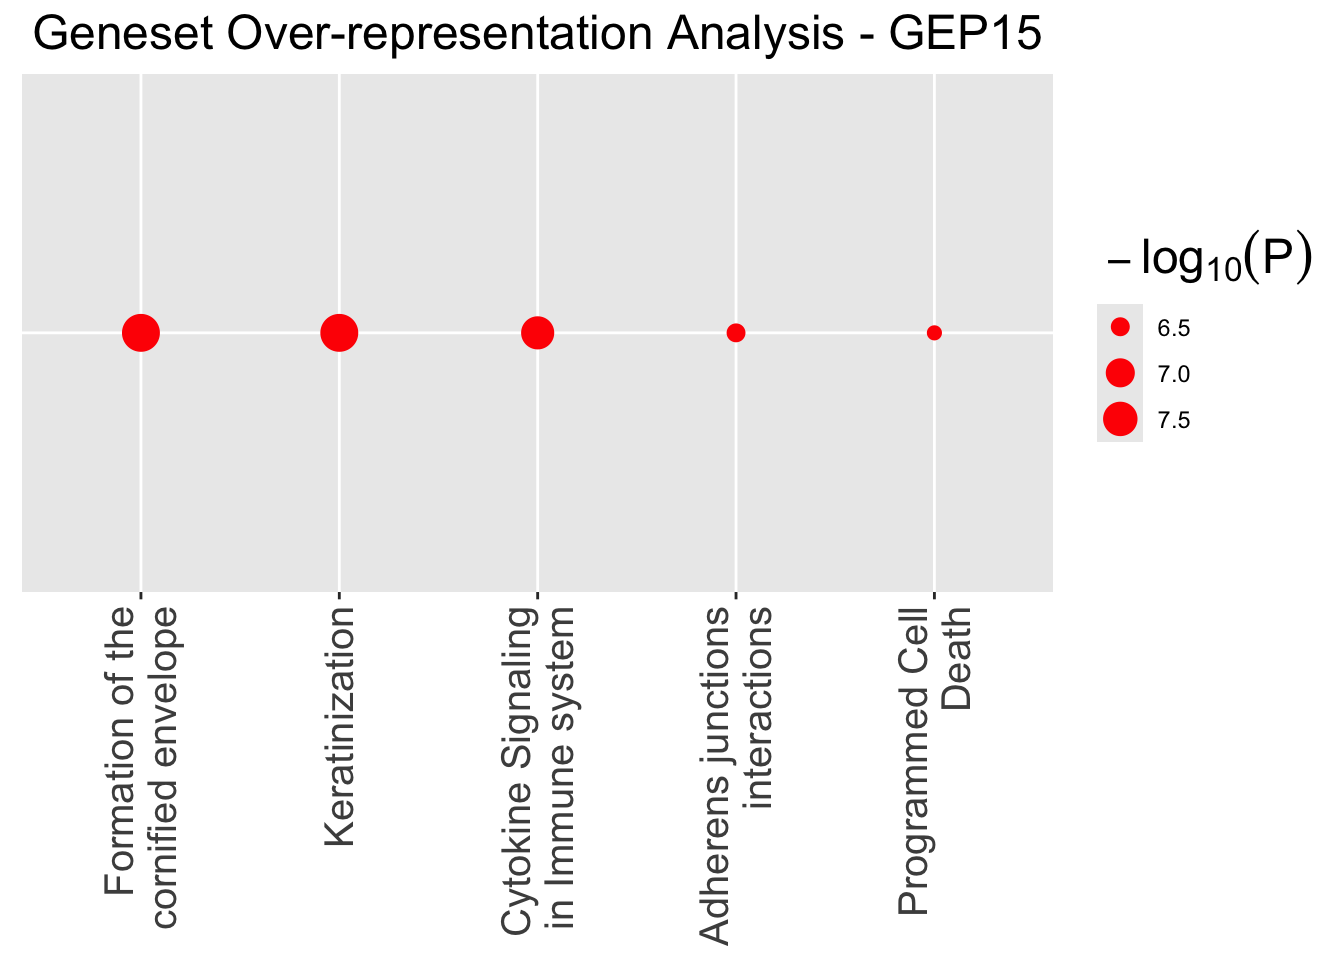 Geneset Over-representation Analysis - GEP15
− log10(P)
6.5
7.0
7.5
Formation of the
cornified envelope
Keratinization
Cytokine Signaling
in Immune system
Adherens junctions
interactions
Programmed Cell
Death